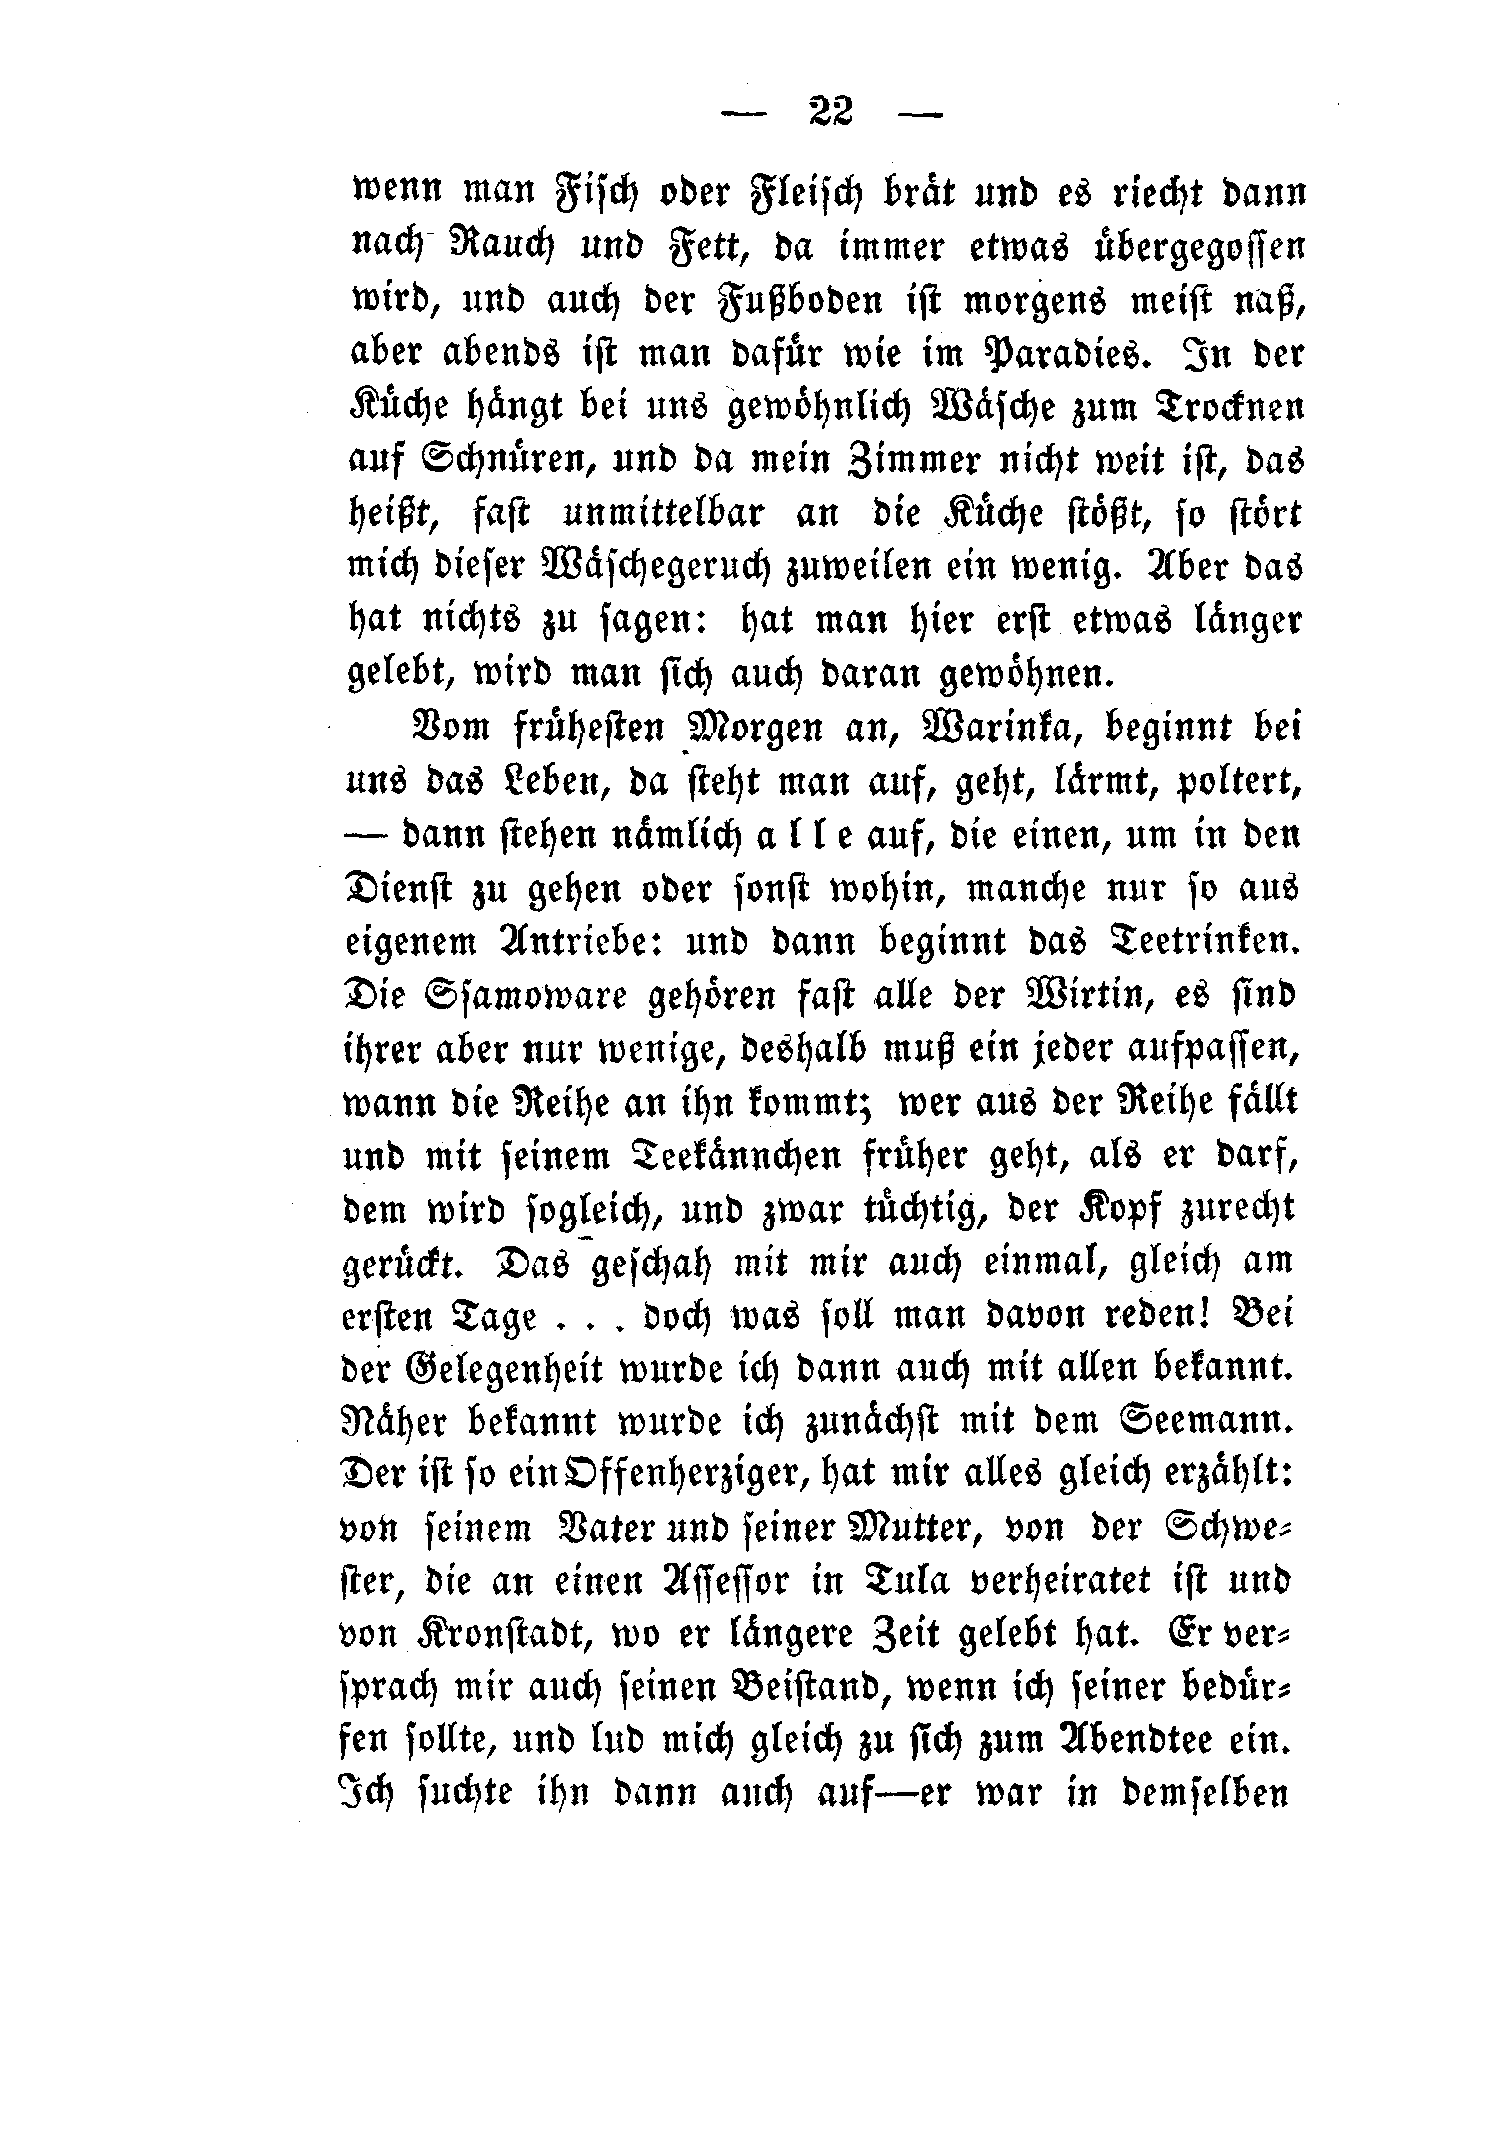 — 22 —
wenn man Fisch oder Fleisch brät und es riecht dann
nach Rauch und Fett, da immer etwas übergegossen
wird, und auch der Fußboden ist morgens meist naß,
aber abends ist man dafür wie im Paradies. In der
Küche hängt bei uns gewöhnlich Wäsche zum Trocknen
auf Schnüren, und da mein Zimmer nicht weit ist, das
heißt, fast unmittelbar an die Küche stößt, so stört
mich dieser Wäschegeruch zuweilen ein wenig. Aber das
hat nichts zu sagen: hat man hier erst etwas länger
gelebt, wird man sich auch daran gewöhnen.
Vom frühesten Morgen an, Warinka, beginnt bei
uns das Leben, da steht man auf, geht, lärmt, poltert,
— dann stehen nämlich a l l e auf, die einen, um in den
Dienst zu gehen oder sonst wohin, manche nur so aus
eigenem Antriebe: und dann beginnt das Teetrinken.
Die Ssamoware gehören fast alle der Wirtin, es sind
ihrer aber nur wenige, deshalb muß ein jeder aufpassen,
wann die Reihe an ihn kommt; wer aus der Reihe fällt
und mit seinem Teekännchen früher geht, als er darf,
dem wird sogleich, und zwar tüchtig, der Kopf zurecht
gerückt. Das geschah mit mir auch einmal, gleich am
ersten Tage . . . doch was soll man davon reden! Bei
der Gelegenheit wurde ich dann auch mit allen bekannt.
Näher bekannt wurde ich zunächst mit dem Seemann.
Der ist so ein Offenherziger, hat mir alles gleich erzählt:
von seinem Vater und seiner Mutter, von der Schwe-
ster, die an einen Assessor in Tula verheiratet ist und
von Kronstadt, wo er längere Zeit gelebt hat. Er ver-
sprach mir auch seinen Beistand, wenn ich seiner bedür-
fen sollte, und lud mich gleich zu sich zum Abendtee ein.
Ich suchte ihn dann auch auf—er war in demselben